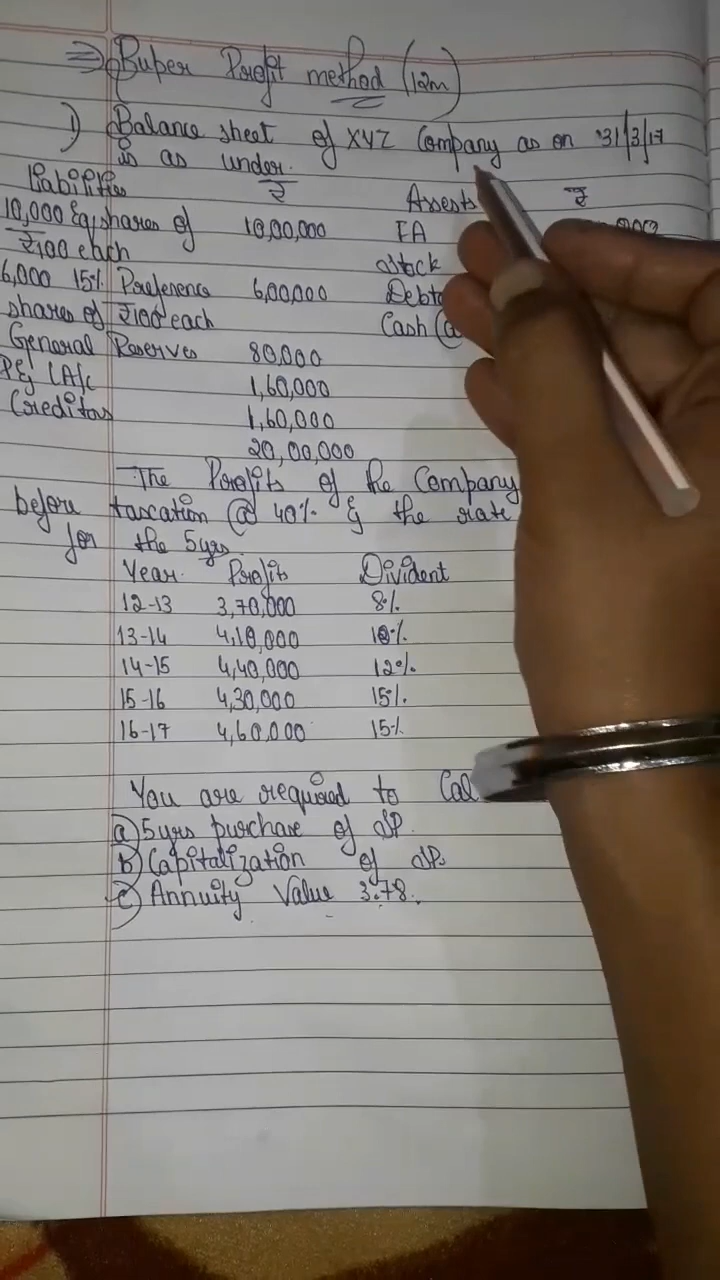 => Super Profit method (12m)
1) Balance sheet of XYZ Company as on 31/3/17
is as under.
Liabilities ₹ Assests ₹
10,000 Eq shares of ₹100 each 10,00,000 FA
Stock
6,000 15% Preference shares of ₹100 each 6,00,000
Cash @
General Reserves 80,000
P&L A/c 1,60,000
Creditors 1,60,000
20,00,000
The Profits of the Company
before taxcation @ 40% & the rate
for the 5yrs.
Year Profit Divident
12-13 3,70,000 8%
13-14 4,10,000 10%
14-15 4,40,000 12%
15-16 4,30,000 15%
16-17 4,60,000 15%
You are required to
a) 5yrs purchase of SP.
b) Capitalization of SP.
c) Annuity Value 3.78.